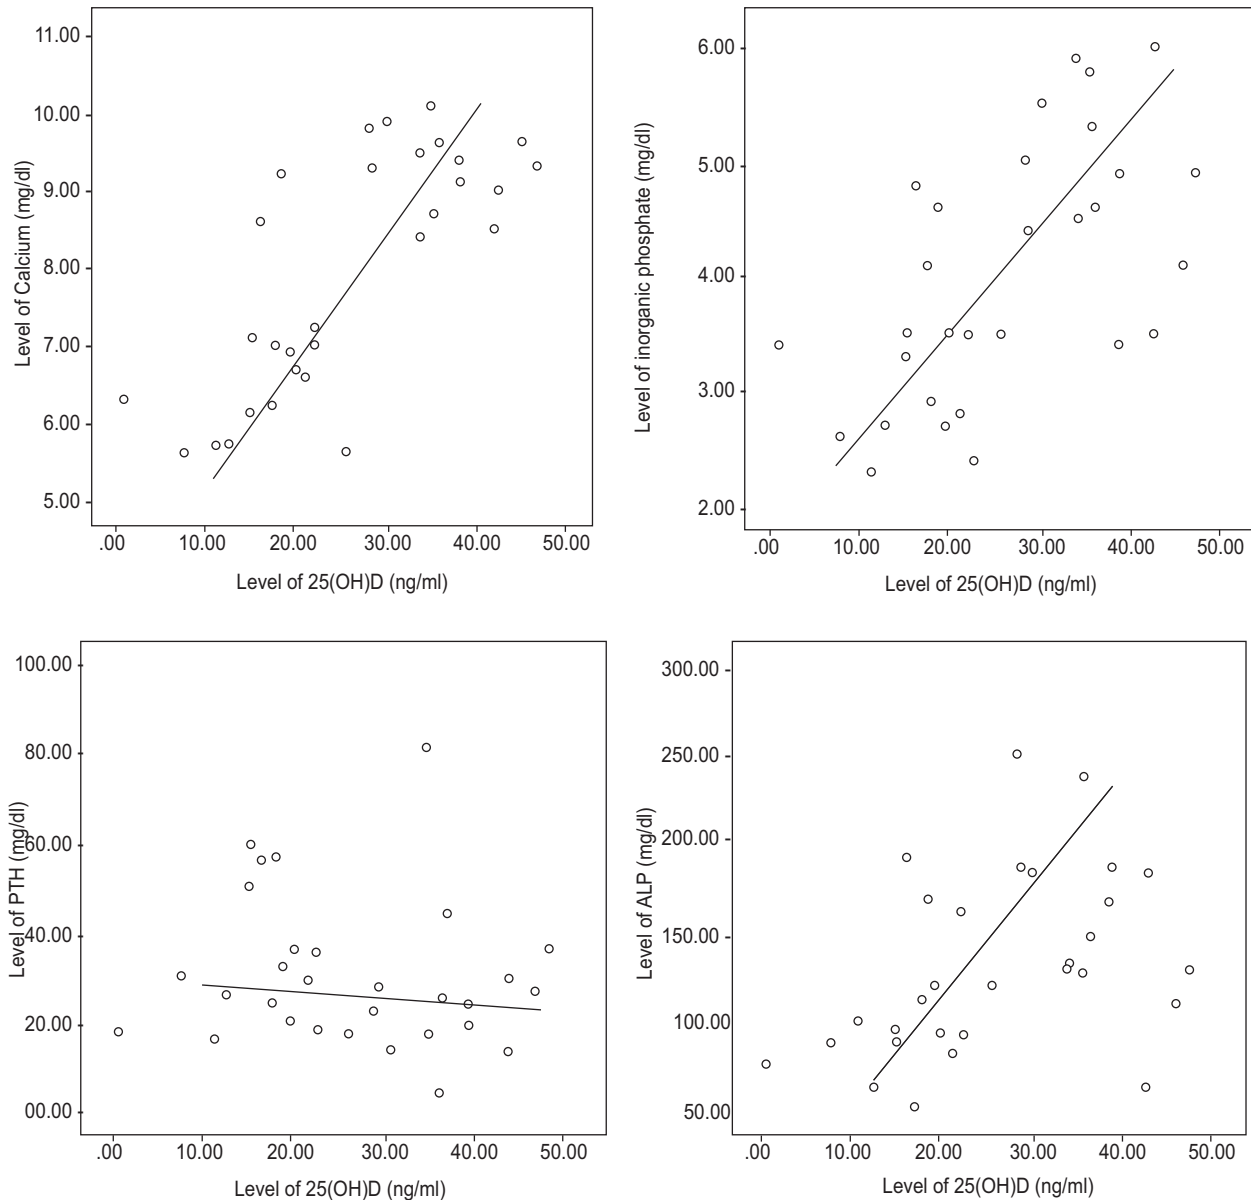 11.00
10.00
9.00
8.00
7.00
6.00
5.00
Level of Calcium (mg/dl)
.00 10.00 20.00 30.00 40.00 50.00
Level of 25(OH)D (ng/ml)
6.00
5.00
4.00
3.00
2.00
Level of inorganic phosphate (mg/dl)
.00 10.00 20.00 30.00 40.00 50.00
Level of 25(OH)D (ng/ml)
100.00
80.00
60.00
40.00
20.00
00.00
Level of PTH (mg/dl)
.00 10.00 20.00 30.00 40.00 50.00
Level of 25(OH)D (ng/ml)
300.00
250.00
200.00
150.00
100.00
50.00
Level of ALP (mg/dl)
.00 10.00 20.00 30.00 40.00 50.00
Level of 25(OH)D (ng/ml)